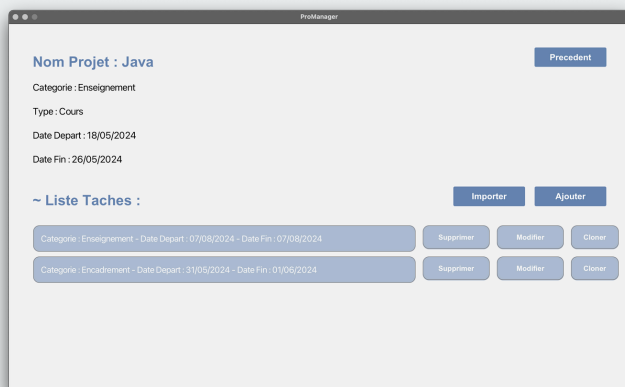 ProManager
Nom Projet : Java
Precedent
Categorie : Enseignement
Type : Cours
Date Depart : 18/05/2024
Date Fin : 26/05/2024
~ Liste Taches :
Importer
Ajouter
Categorie : Enseignement - Date Depart : 07/08/2024 - Date Fin : 07/08/2024
Supprimer
Modifier
Cloner
Categorie : Encadrement - Date Depart : 31/05/2024 - Date Fin : 01/06/2024
Supprimer
Modifier
Cloner